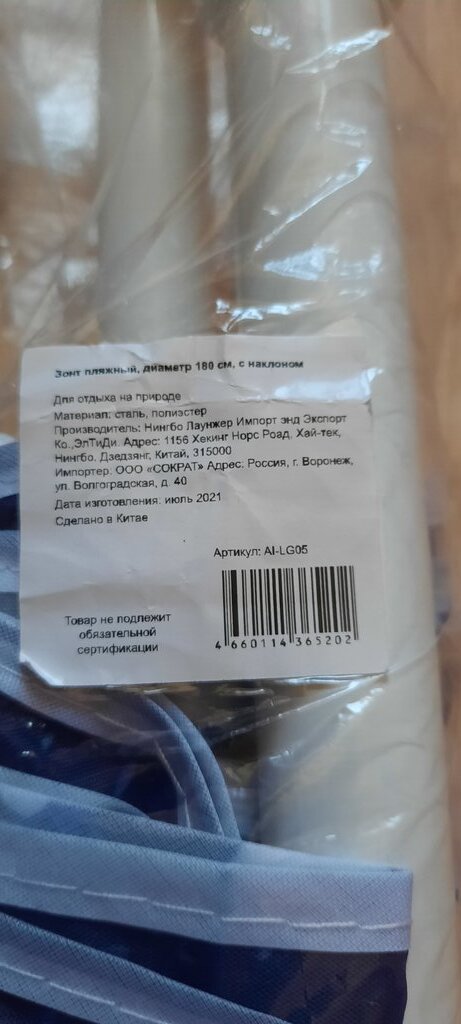 Зонт пляжный, диаметр 180 см, с наклоном
Для отдыха на природе
Материал: сталь, полиэстер
Производитель: Нингбо Лаунжер Импорт энд Экспорт
Ко.,ЭлТиДи. Адрес: 1156 Хекинг Норс Роад, Хай-тек,
Нингбо, Дзедзянг, Китай, 315000
Импортер: ООО «СОКРАТ» Адрес: Россия, г. Воронеж,
ул. Волгоградская, д. 40
Дата изготовления: июль 2021
Сделано в Китае
Артикул: AI-LG05
Товар не подлежит
обязательной
сертификации
4 660114 365202